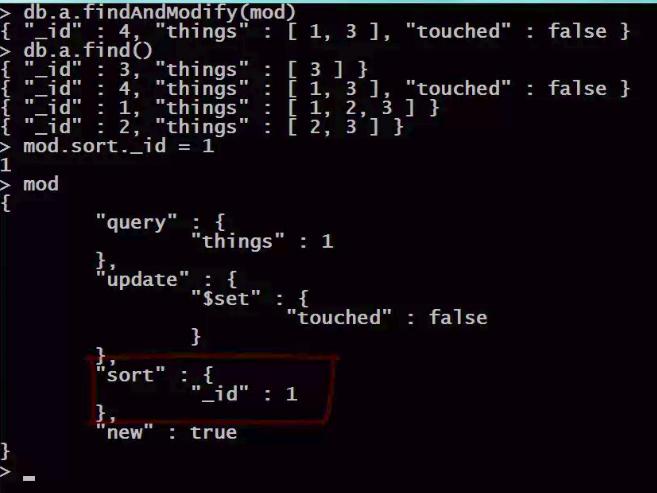 > db.a.findAndModify(mod)
{ "_id" : 4, "things" : [ 1, 3 ], "touched" : false }
> db.a.find()
{ "_id" : 3, "things" : [ 3 ] }
{ "_id" : 4, "things" : [ 1, 3 ], "touched" : false }
{ "_id" : 1, "things" : [ 1, 2, 3 ] }
{ "_id" : 2, "things" : [ 2, 3 ] }
> mod.sort._id = 1
1
> mod
{
"query" : {
"things" : 1
},
"update" : {
"$set" : {
"touched" : false
}
},
"sort" : {
"_id" : 1
},
"new" : true
}
> _